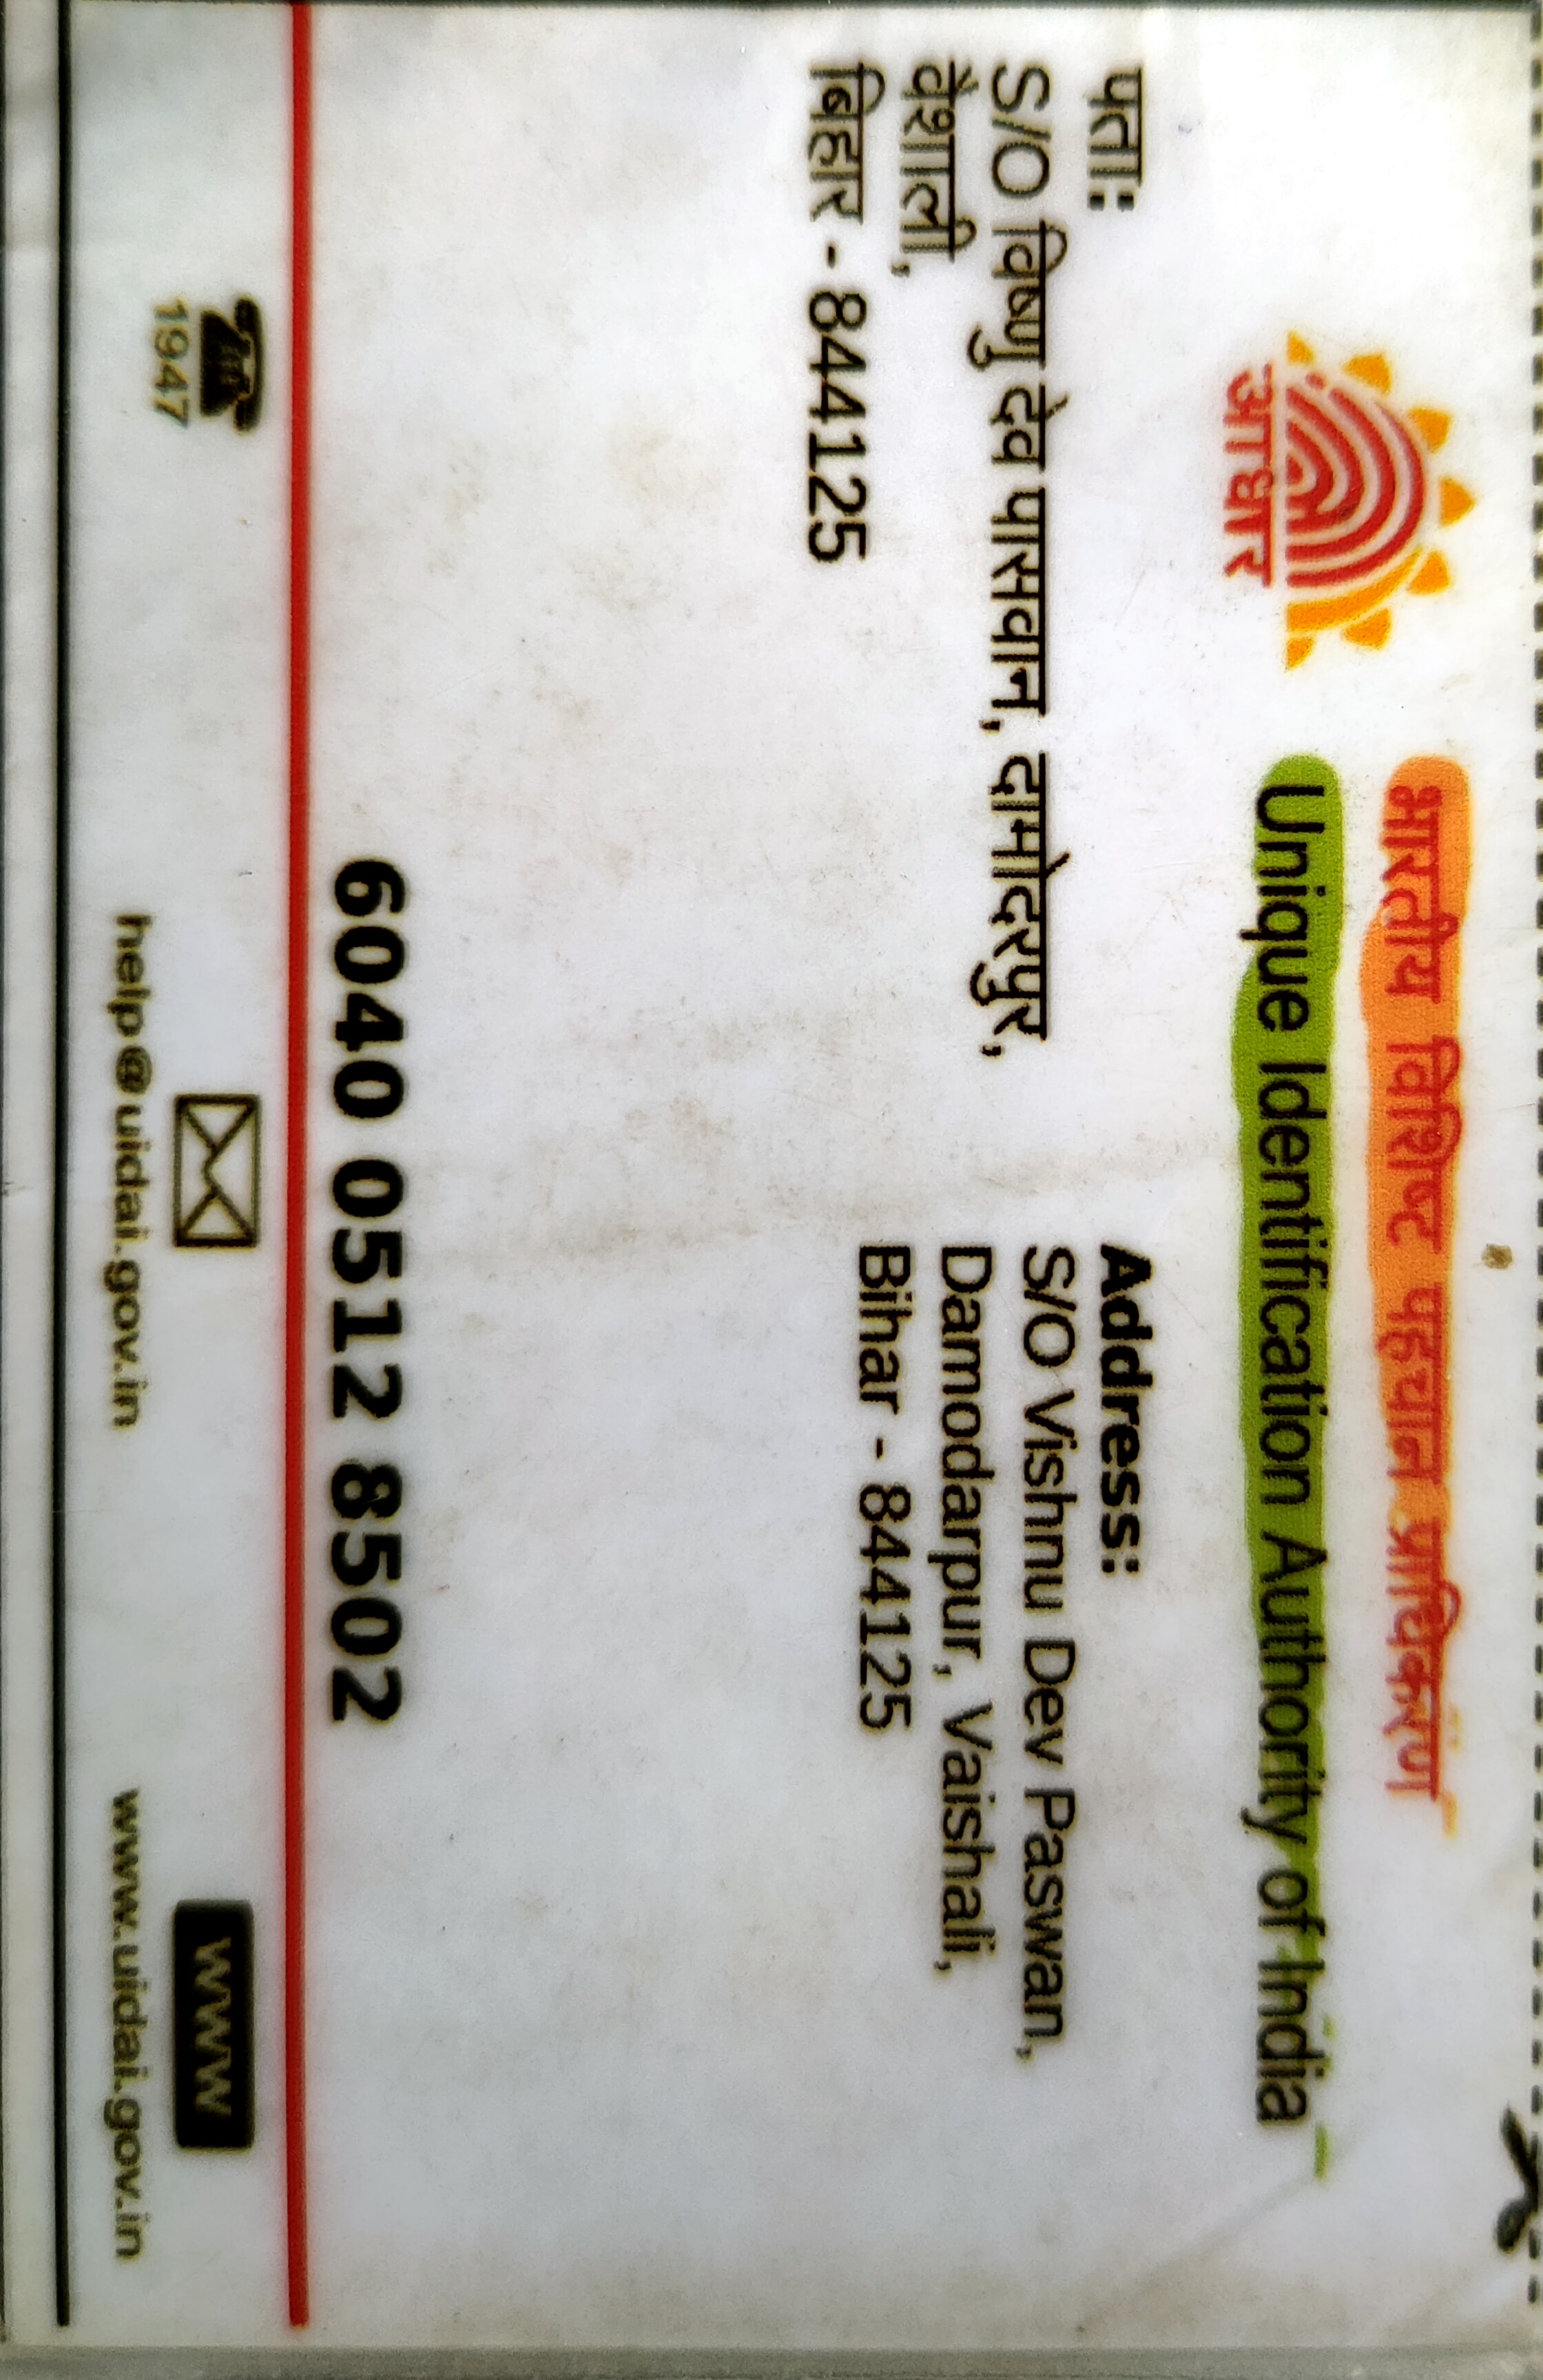 भारतीय विशिष्ट पहचान प्राधिकरण
Unique Identification Authority of India
आधार
पता:
S/O विष्णु देव पासवान, दामोदरपुर,
वैशाली,
बिहार - 844125
Address:
S/O Vishnu Dev Paswan,
Damodarpur, Vaishali,
Bihar - 844125
6040 0512 8502
1947
help@uidai.gov.in
www
www.uidai.gov.in